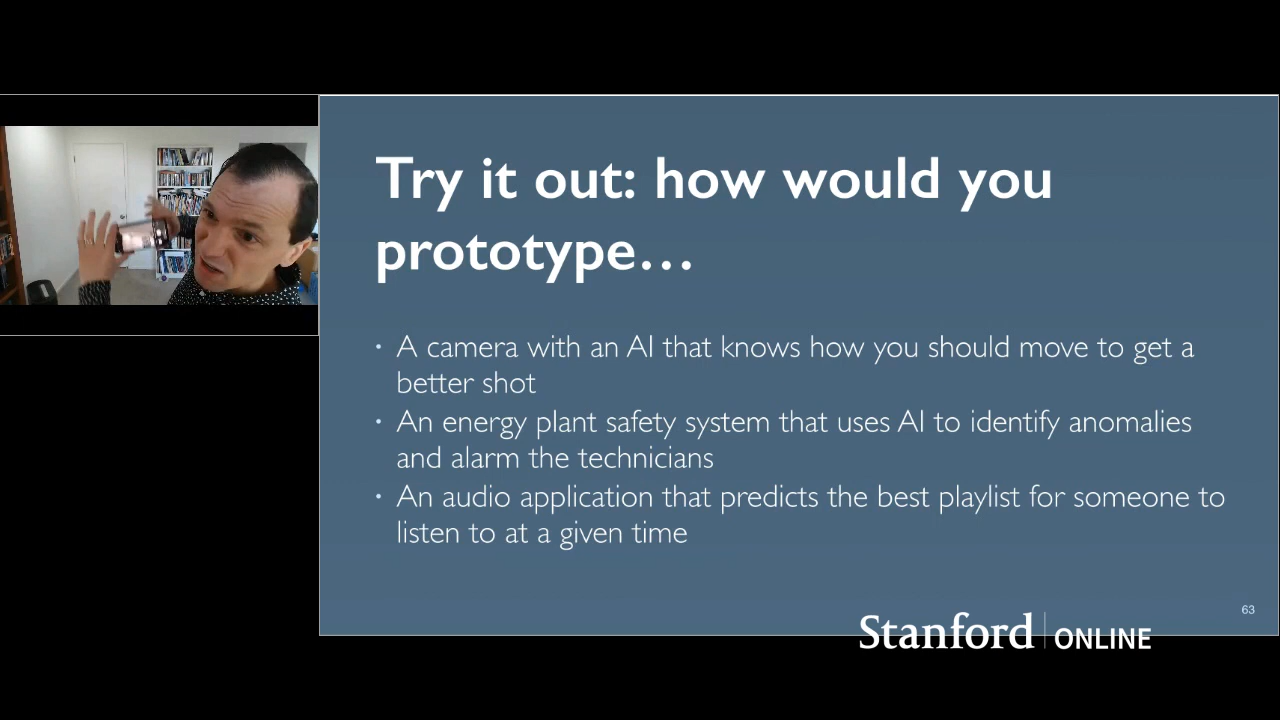 Try it out: how would you
prototype…
• A camera with an AI that knows how you should move to get a
better shot
• An energy plant safety system that uses AI to identify anomalies
and alarm the technicians
• An audio application that predicts the best playlist for someone to
listen to at a given time
63
Stanford | ONLINE